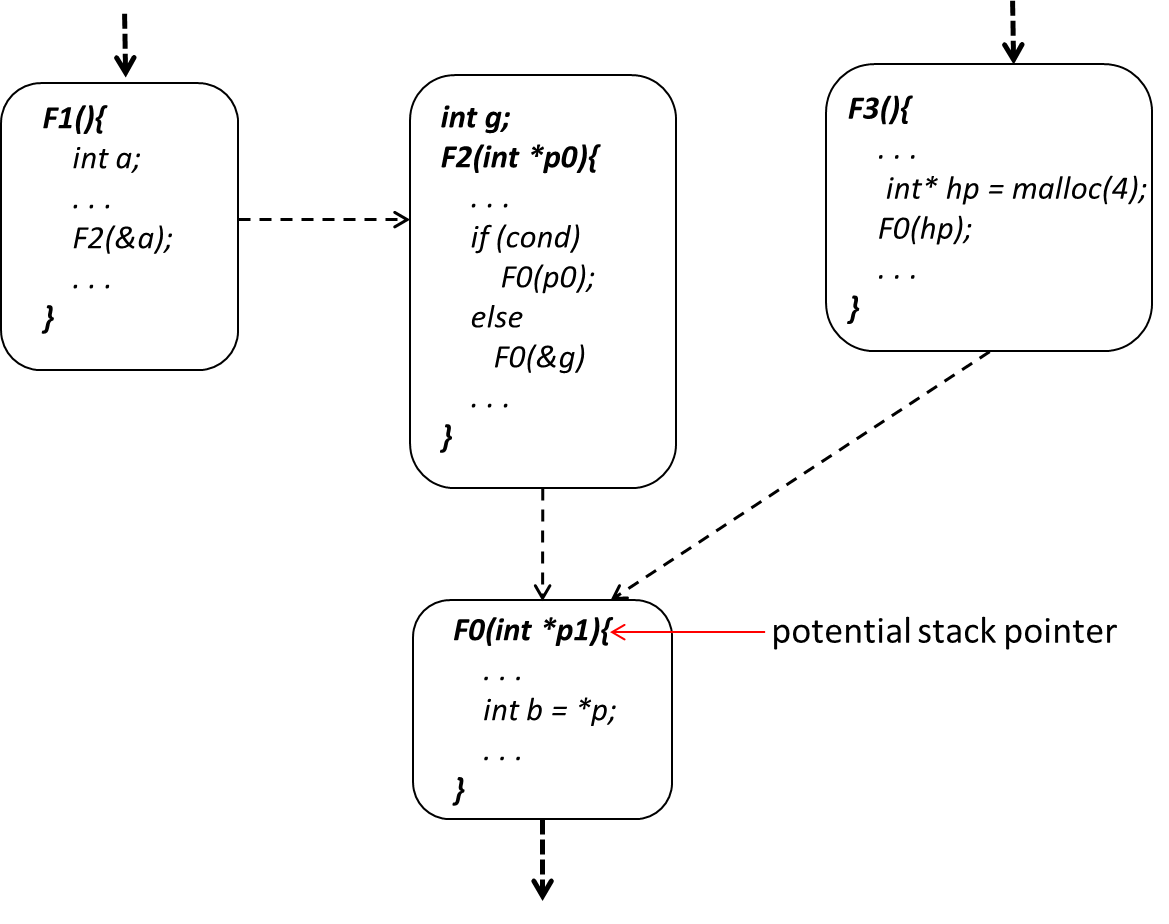 F1(){
int a;
. . .
F2(&a);
. . .
}
int g;
F2(int *p0){
. . .
if (cond)
F0(p0);
else
F0(&g)
. . .
}
F3(){
. . .
int* hp = malloc(4);
F0(hp);
. . .
}
F0(int *p1){
. . .
int b = *p;
. . .
}
potential stack pointer